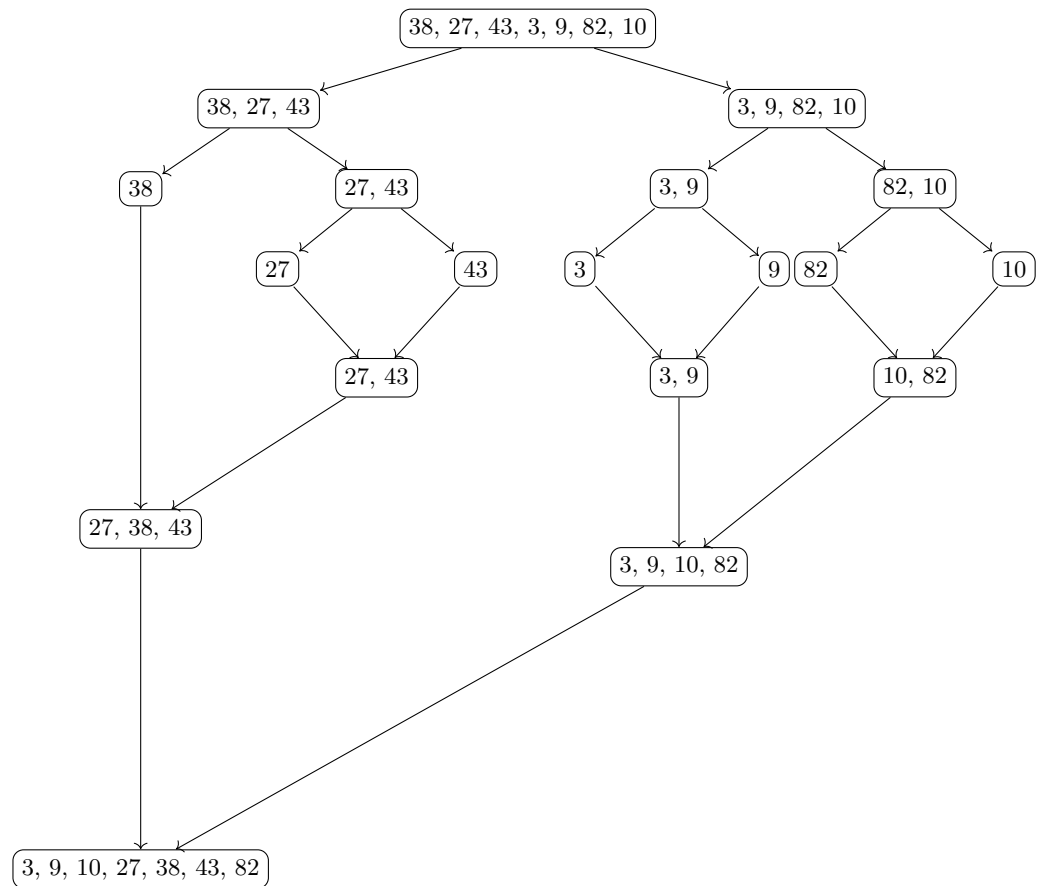 38, 27, 43, 3, 9, 82, 10
38, 27, 43
3, 9, 82, 10
38
27, 43
3, 9
82, 10
27
43
3
9
82
10
27, 43
3, 9
10, 82
27, 38, 43
3, 9, 10, 82
3, 9, 10, 27, 38, 43, 82